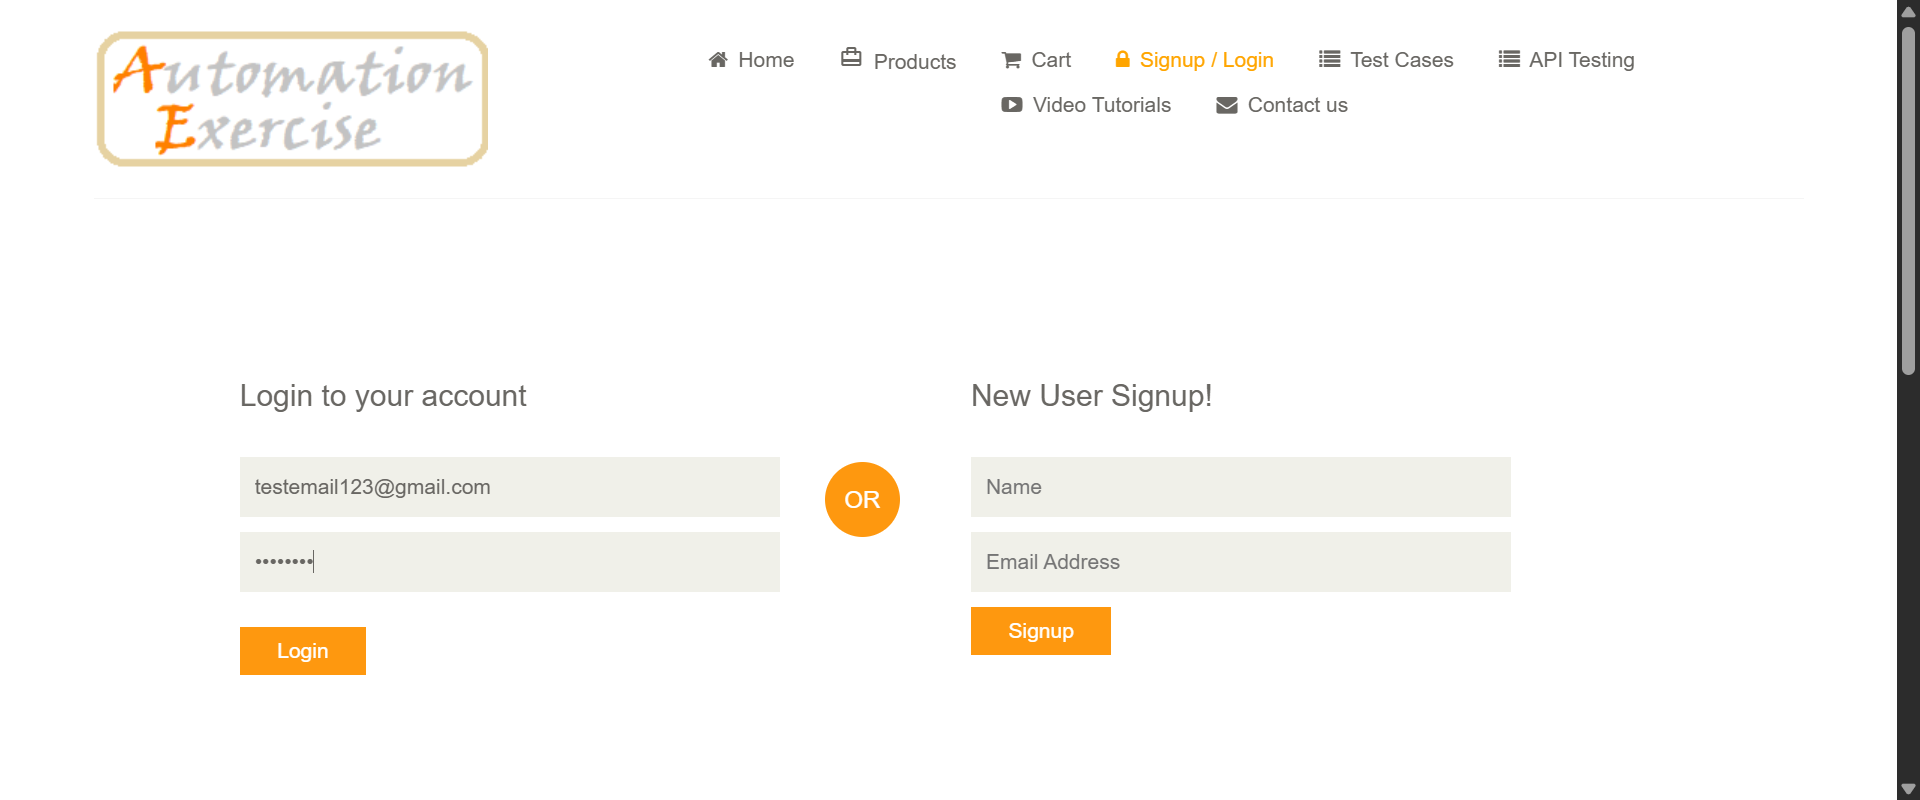 Automation
Exercise
Home
Products
Cart
Signup / Login
Test Cases
API Testing
Video Tutorials
Contact us
Login to your account
testemail123@gmail.com
••••••••
Login
OR
New User Signup!
Name
Email Address
Signup